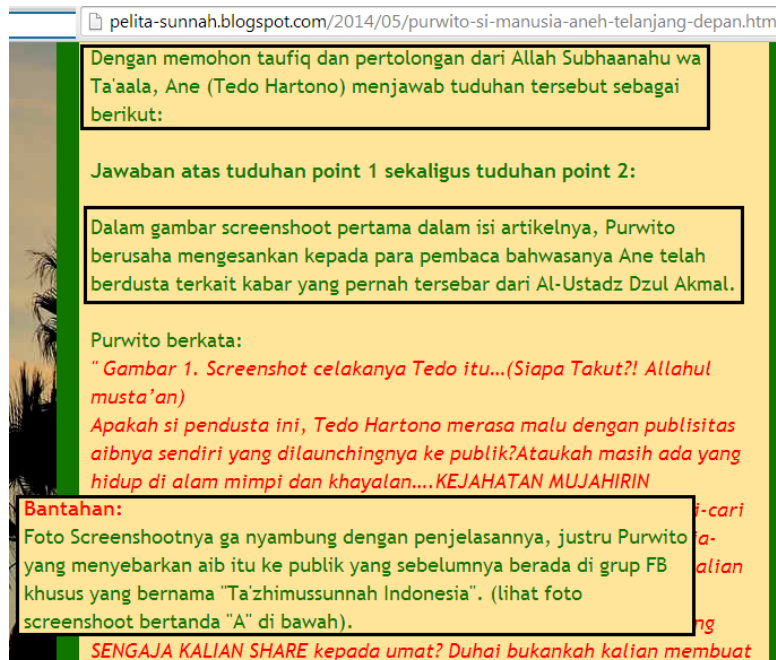 pelita-sunnah.blogspot.com/2014/05/purwito-si-manusia-aneh-telanjang-depan.htm
Dengan memohon taufiq dan pertolongan dari Allah Subhaanahu wa
Ta'aala, Ane (Tedo Hartono) menjawab tuduhan tersebut sebagai
berikut:
Jawaban atas tuduhan point 1 sekaligus tuduhan point 2:
Dalam gambar screenshoot pertama dalam isi artikelnya, Purwito
berusaha mengesankan kepada para pembaca bahwasanya Ane telah
berdusta terkait kabar yang pernah tersebar dari Al-Ustadz Dzul Akmal.
Purwito berkata:
" Gambar 1. Screenshot celakanya Tedo itu...(Siapa Takut?! Allahul
musta'an)
Apakah si pendusta ini, Tedo Hartono merasa malu dengan publisitas
aibnya sendiri yang dilaunchingnya ke publik?Ataukah masih ada yang
hidup di alam mimpi dan khayalan....KEJAHATAN MUJAHIRIN
i-cari
Bantahan:
Foto Screenshootnya ga nyambung dengan penjelasannya, justru Purwito
yang menyebarkan aib itu ke publik yang sebelumnya berada di grup FB
khusus yang bernama "Ta'zhimussunnah Indonesia". (lihat foto
screenshoot bertanda "A" di bawah).
ia-
alian
ng
SENGAJA KALIAN SHARE kepada umat? Duhai bukankah kalian membuat